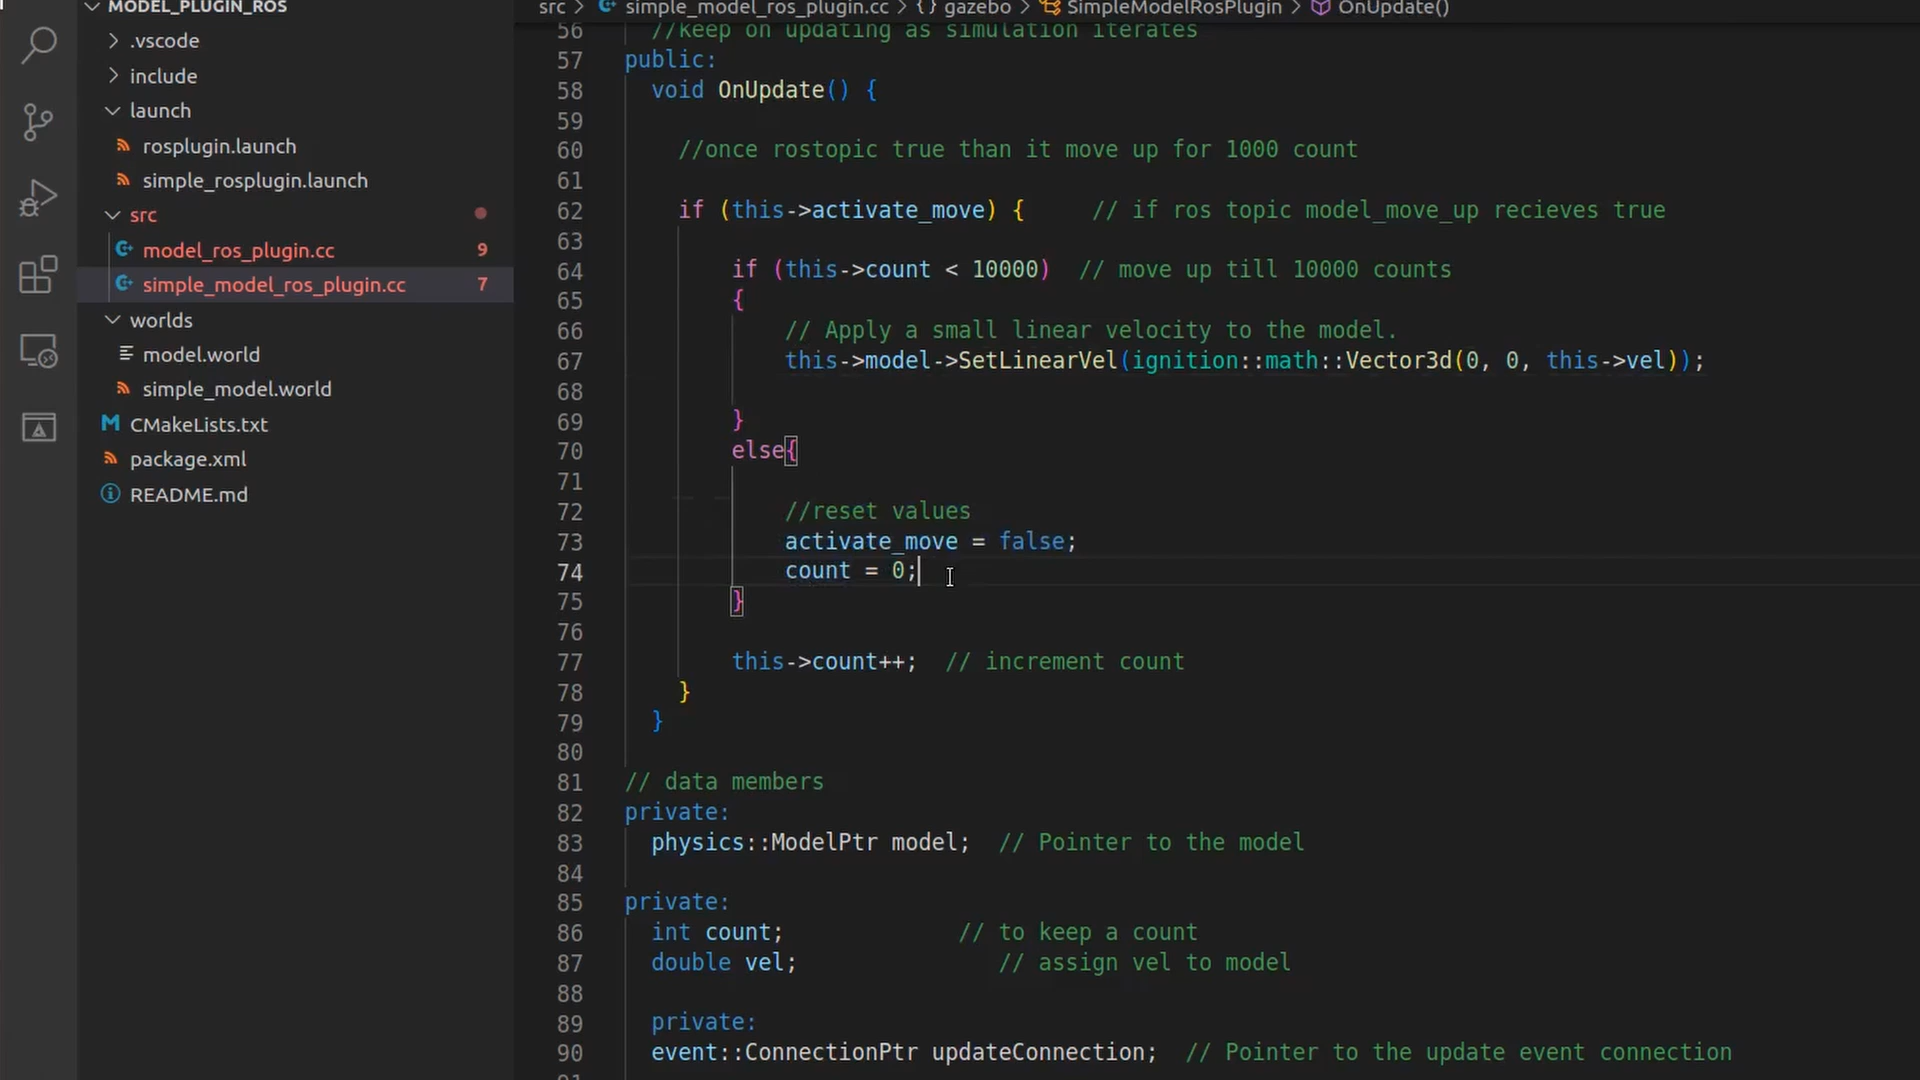 MODEL_PLUGIN_ROS
.vscode
include
launch
rosplugin.launch
simple_rosplugin.launch
src
model_ros_plugin.cc 9
simple_model_ros_plugin.cc 7
worlds
model.world
simple_model.world
CMakeLists.txt
package.xml
README.md
src > simple_model_ros_plugin.cc > {} gazebo > SimpleModelRosPlugin > OnUpdate()
56 //keep on updating as simulation iterates
57 public:
58 void OnUpdate() {
59
60 //once rostopic true than it move up for 1000 count
61
62 if (this->activate_move) { // if ros topic model_move_up recieves true
63
64 if (this->count < 10000) // move up till 10000 counts
65 {
66 // Apply a small linear velocity to the model.
67 this->model->SetLinearVel(ignition::math::Vector3d(0, 0, this->vel));
68
69 }
70 else{
71
72 //reset values
73 activate_move = false;
74 count = 0;
75 }
76
77 this->count++; // increment count
78 }
79 }
80
81 // data members
82 private:
83 physics::ModelPtr model; // Pointer to the model
84
85 private:
86 int count; // to keep a count
87 double vel; // assign vel to model
88
89 private:
90 event::ConnectionPtr updateConnection; // Pointer to the update event connection